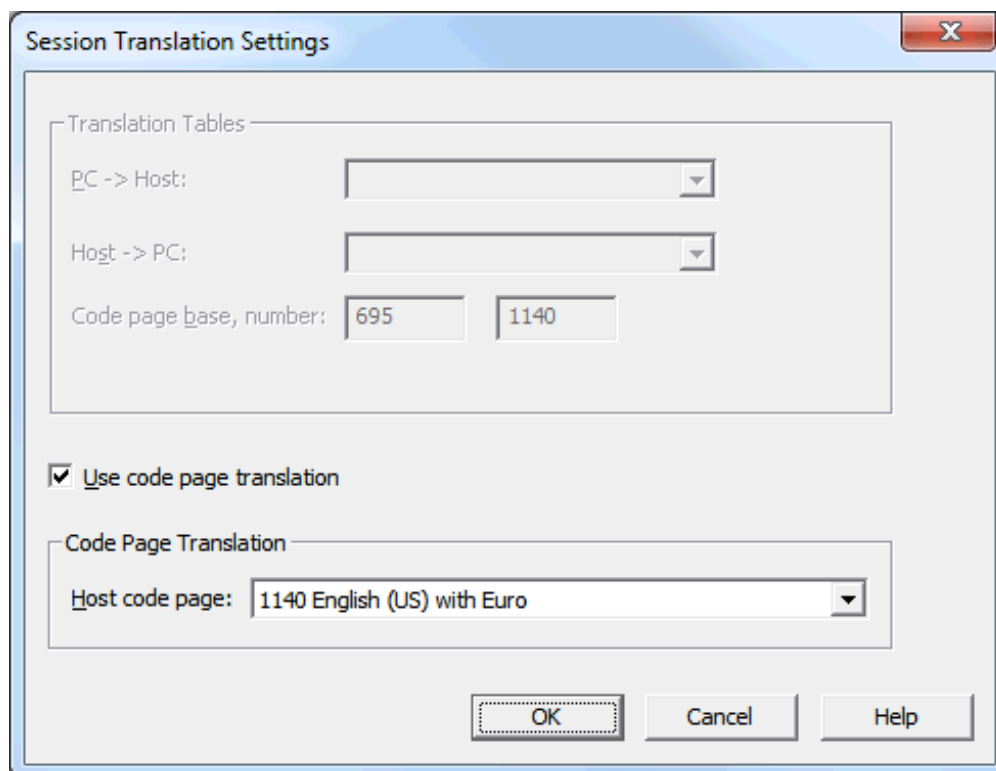 Session Translation Settings
Translation Tables
PC -> Host:
Host -> PC:
Code page base, number: 695 1140
Use code page translation
Code Page Translation
Host code page: 1140 English (US) with Euro
OK Cancel Help